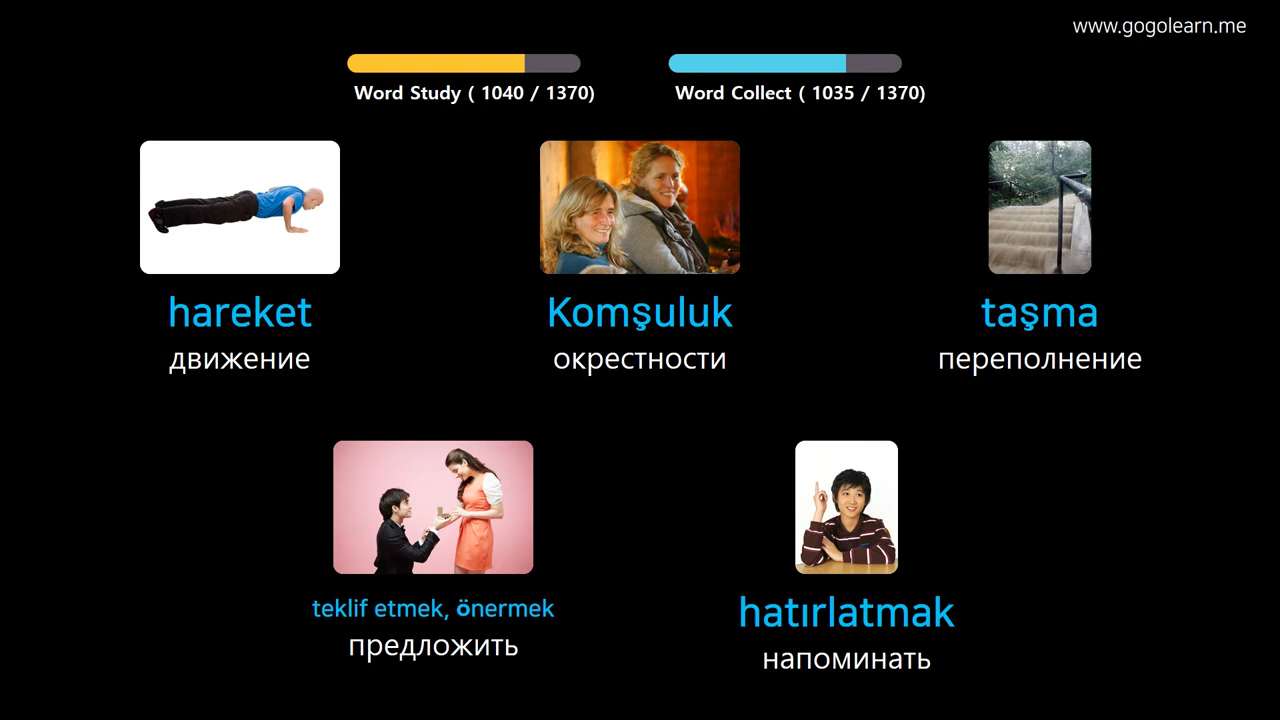 www.gogolearn.me
Word Study ( 1040 / 1370)
Word Collect ( 1035 / 1370)
hareket
движение
Komşuluk
окрестности
taşma
переполнение
teklif etmek, önermek
предложить
hatırlatmak
напоминать